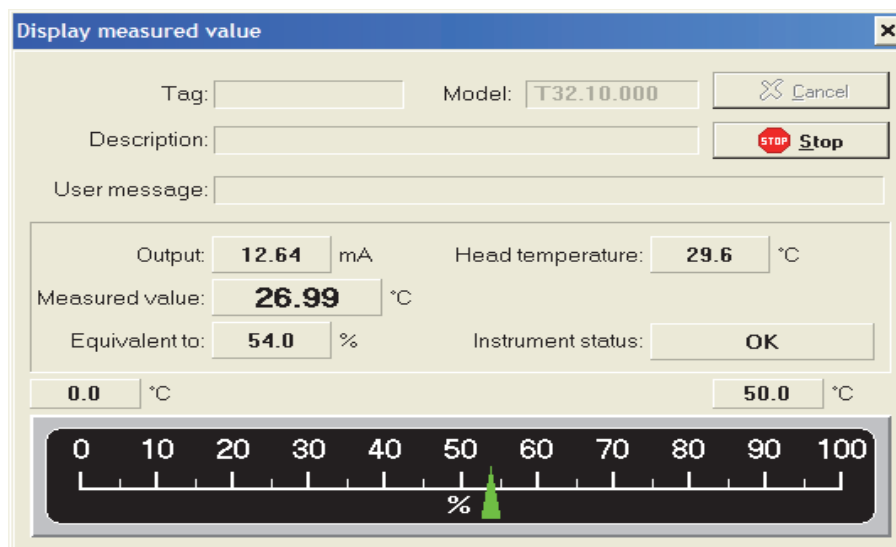 Display measured value
Tag: Model: T32.10.000 Cancel
Description: STOP Stop
User message:
Output: 12.64 mA Head temperature: 29.6 °C
Measured value: 26.99 °C
Equivalent to: 54.0 % Instrument status: OK
0.0 °C 50.0 °C
0 10 20 30 40 50 60 70 80 90 100
%